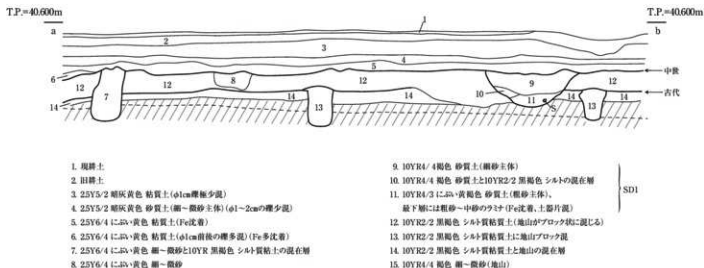 T.P.=40.600m
T.P.=40.600m
a
b
1
2
3
4
5
6
中世
12
7
8
12
9
12
10
11
S
古代
14
13
14
14
13
14
1. 現耕土
2. 旧耕土
3. 2.5Y5/2 暗灰黄色 粘質土(φ1cm礫極少混)
4. 2.5Y5/2 暗灰黄色 砂質土(細~微砂主体)(φ1~2cmの礫少混)
5. 2.5Y6/4 にぶい黄色 粘質土(Fe沈着)
6. 2.5Y6/4 にぶい黄色 粘質土(φ1cm前後の礫多混)(Fe多沈着)
7. 2.5Y6/4 にぶい黄色 細~微砂と10YR 黒褐色 シルト質粘土の混在層
8. 2.5Y6/4 にぶい黄色 細~微砂
9. 10YR4/4 褐色 砂質土(細砂主体)
10. 10YR4/4 褐色 砂質土と10YR2/2 黒褐色 シルトの混在層
11. 10YR4/3 にぶい黄褐色 砂質土(粗砂主体)、
最下層には粗砂~中砂のラミナ(Fe沈着、土器片混)
SD1
12. 10YR2/2 黒褐色 シルト質粘質土(地山がブロック状に混じる)
13. 10YR2/2 黒褐色 シルト質粘質土に地山ブロック混
14. 10YR2/2 黒褐色 シルト質粘質土と地山の混在層
15. 10YR4/4 褐色 細~微砂(地山)